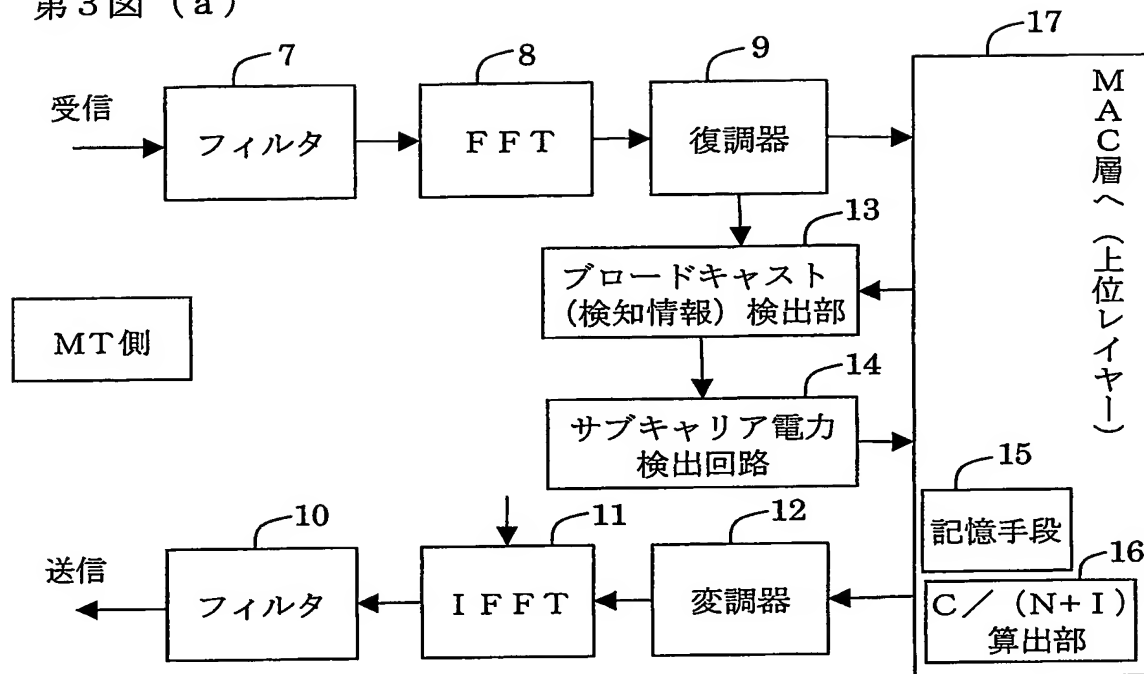 第3図（a）
17
7
8
9
受信
フィルタ
FFT
復調器
MAC層へ（上位レイヤー）
13
ブロードキャスト
（検知情報）検出部
MT側
14
サブキャリア電力
検出回路
15
記憶手段
10
11
12
16
送信
フィルタ
IFFT
変調器
C／（N+I）
算出部